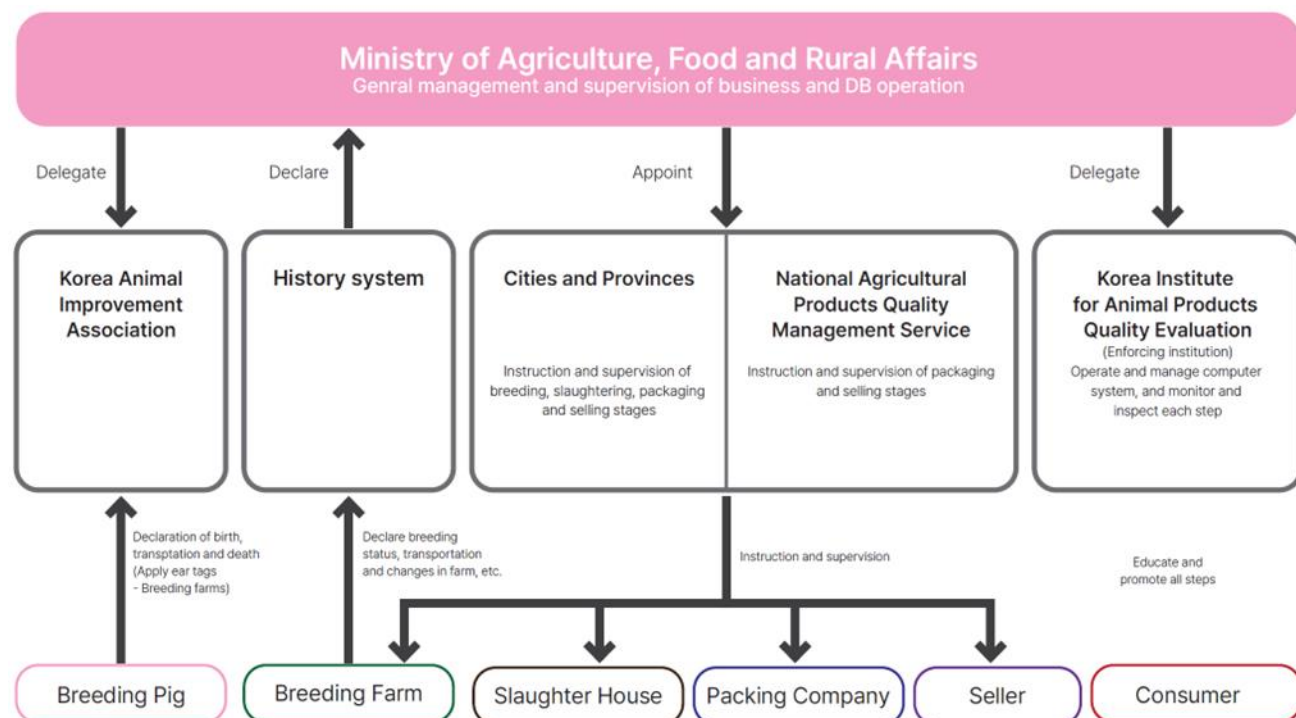 Ministry of Agriculture, Food and Rural Affairs
Genral management and supervision of business and DB operation
Delegate
Declare
Appoint
Delegate
Korea Animal
Improvement
Association
History system
Cities and Provinces
Instruction and supervision of
breeding, slaughtering, packaging
and selling stages
National Agricultural
Products Quality
Management Service
Instruction and supervision of packaging
and selling stages
Korea Institute
for Animal Products
Quality Evaluation
(Enforcing institution)
Operate and manage computer
system, and monitor and
inspect each step
Declaration of birth,
transptation and death
(Apply ear tags
- Breeding farms)
Declare breeding
status, transportation
and changes in farm, etc.
Instruction and supervision
Educate and
promote all steps
Breeding Pig
Breeding Farm
Slaughter House
Packing Company
Seller
Consumer